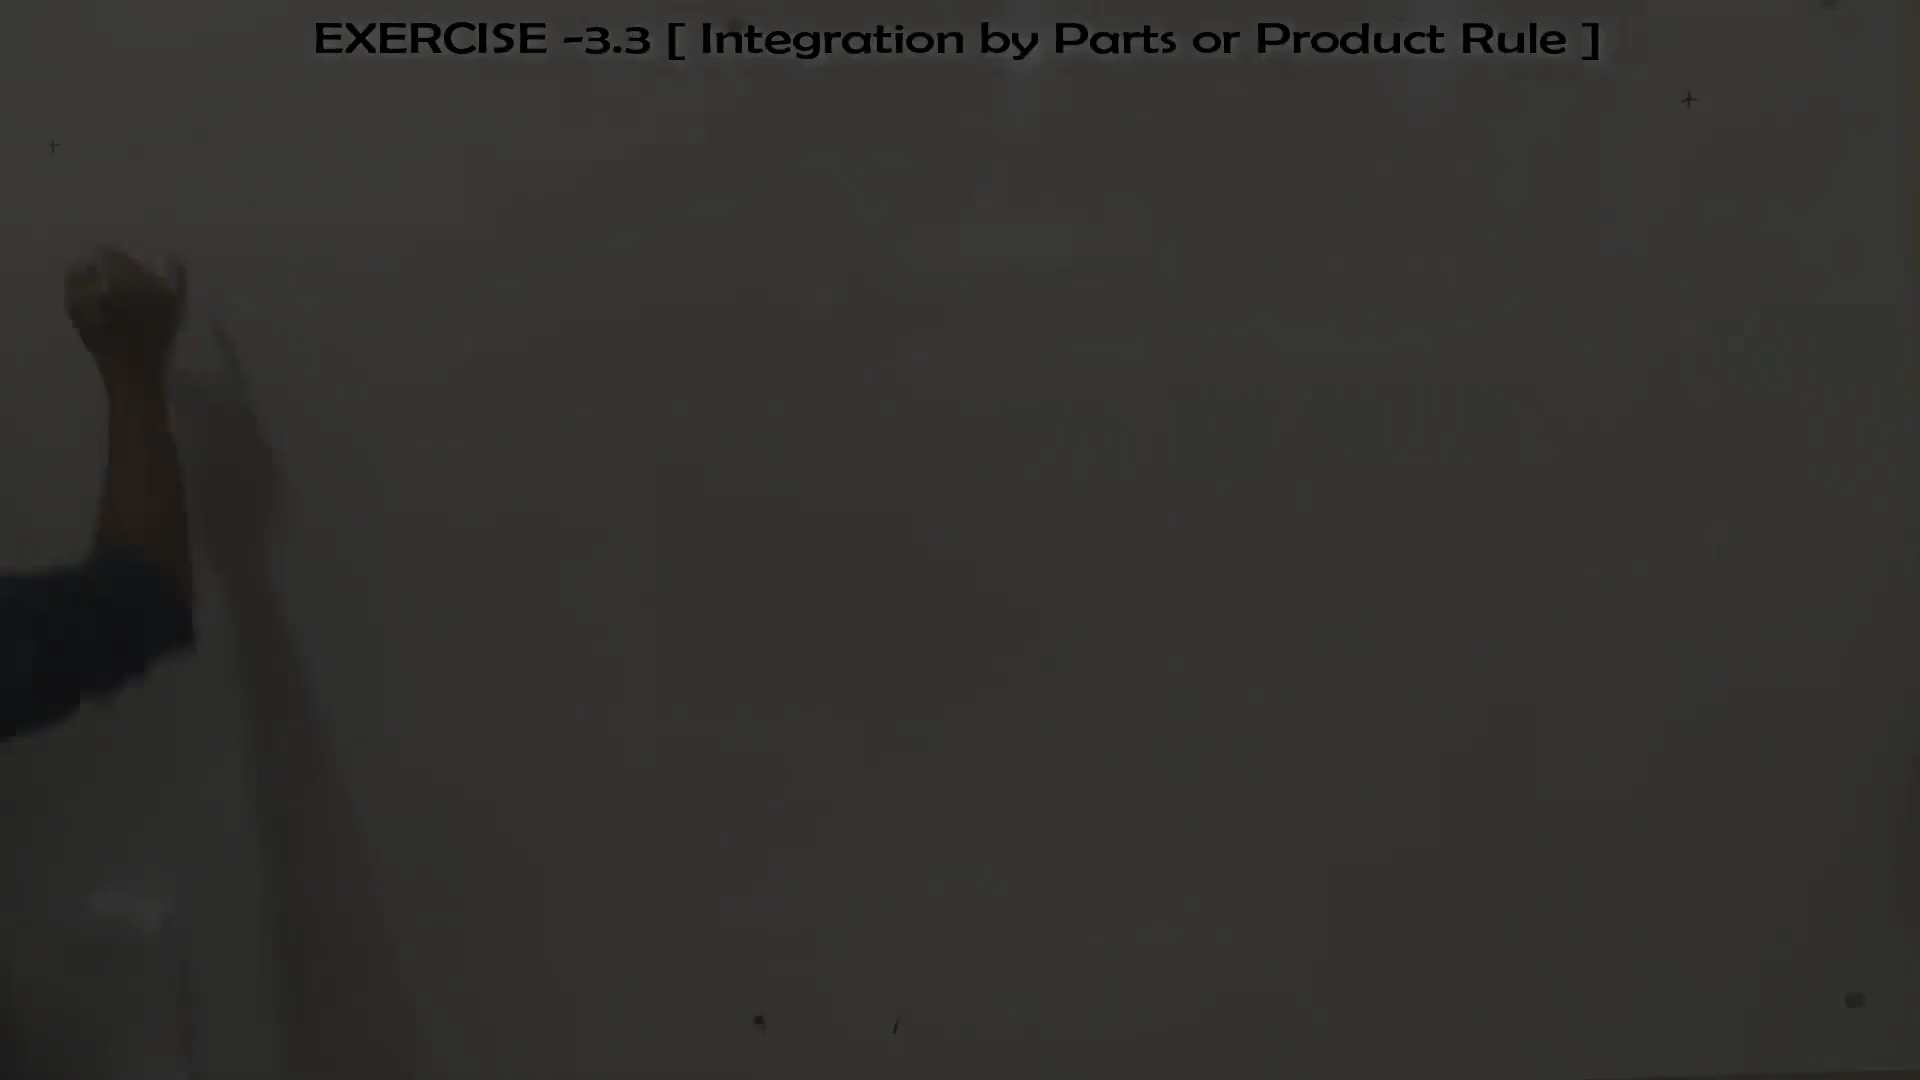 EXERCISE -3.3 [ Integration by Parts or Product Rule ]